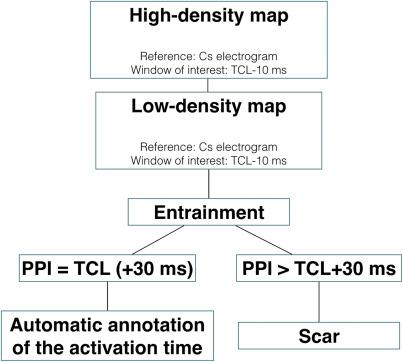 High-density map
Reference: Cs electrogram
Window of interest: TCL-10 ms
Low-density map
Reference: Cs electrogram
Window of interest: TCL-10 ms
Entrainment
PPI = TCL (+30 ms)
PPI > TCL+30 ms
Automatic annotation
of the activation time
Scar